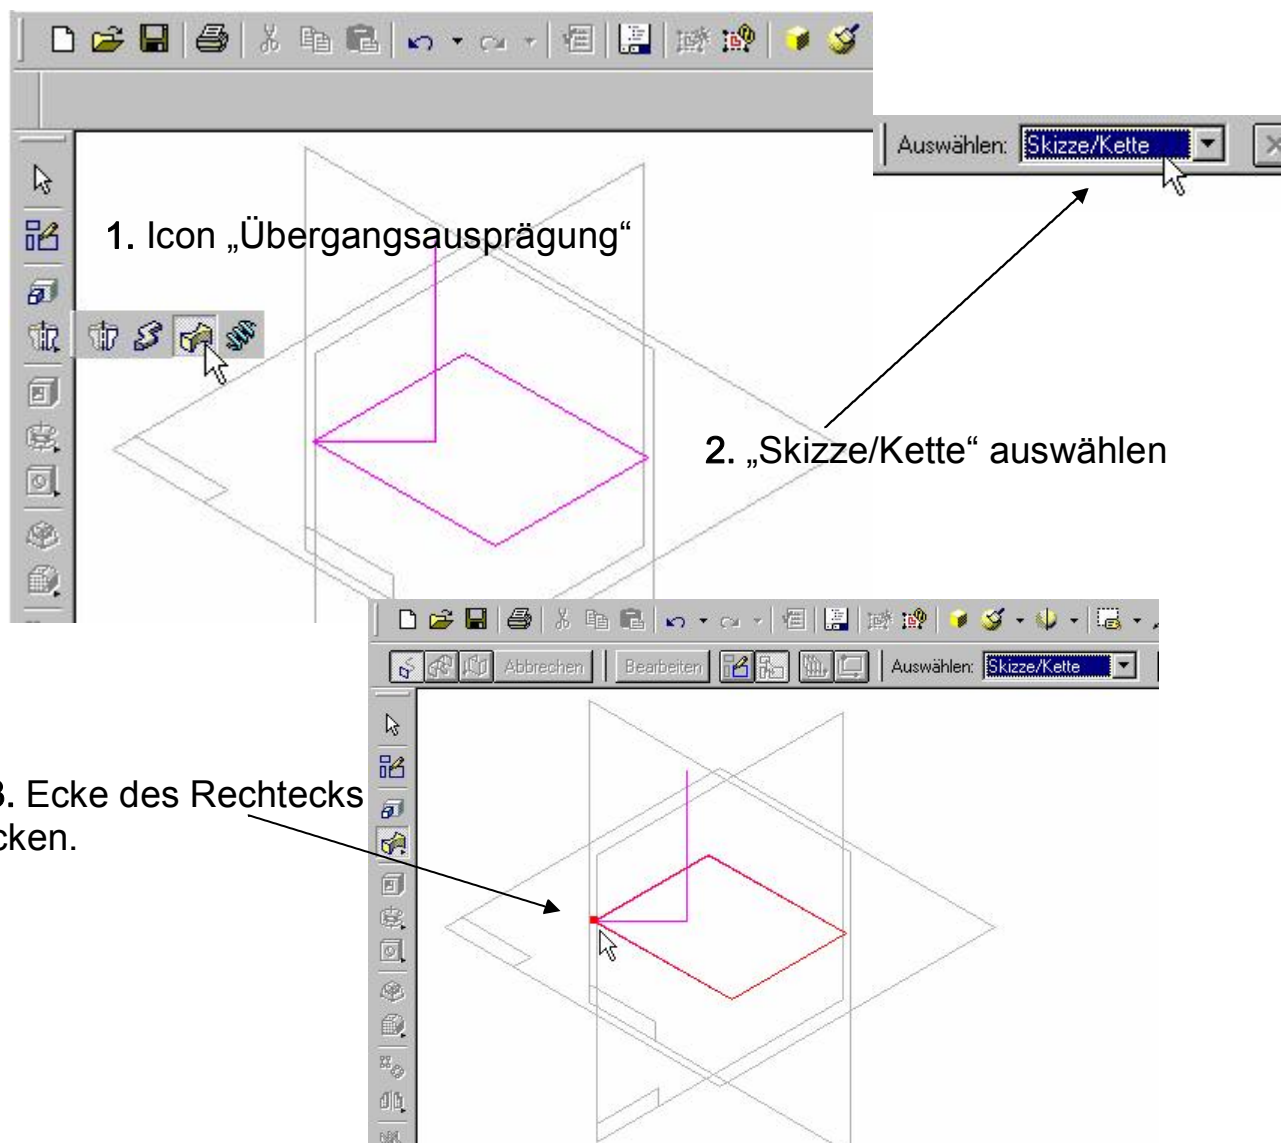 Auswählen: Skizze/Kette
1. Icon „Übergangsausprägung“
2. „Skizze/Kette“ auswählen
Abbrechen Bearbeiten Auswählen: Skizze/Kette
3. Ecke des Rechtecks
cken.